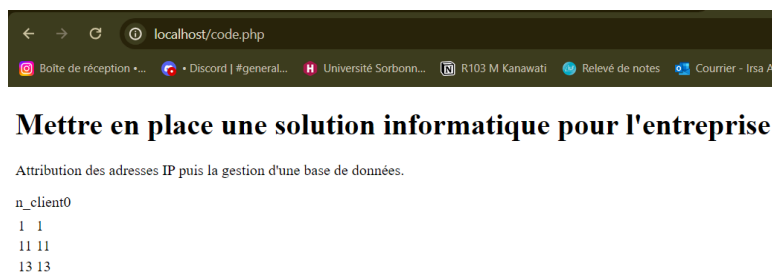 localhost/code.php
Boîte de réception •... • Discord | #general... Université Sorbonn... R103 M Kanawati Relevé de notes Courrier - Irsa A
Mettre en place une solution informatique pour l'entreprise
Attribution des adresses IP puis la gestion d'une base de données.
n_client0
1 1
11 11
13 13